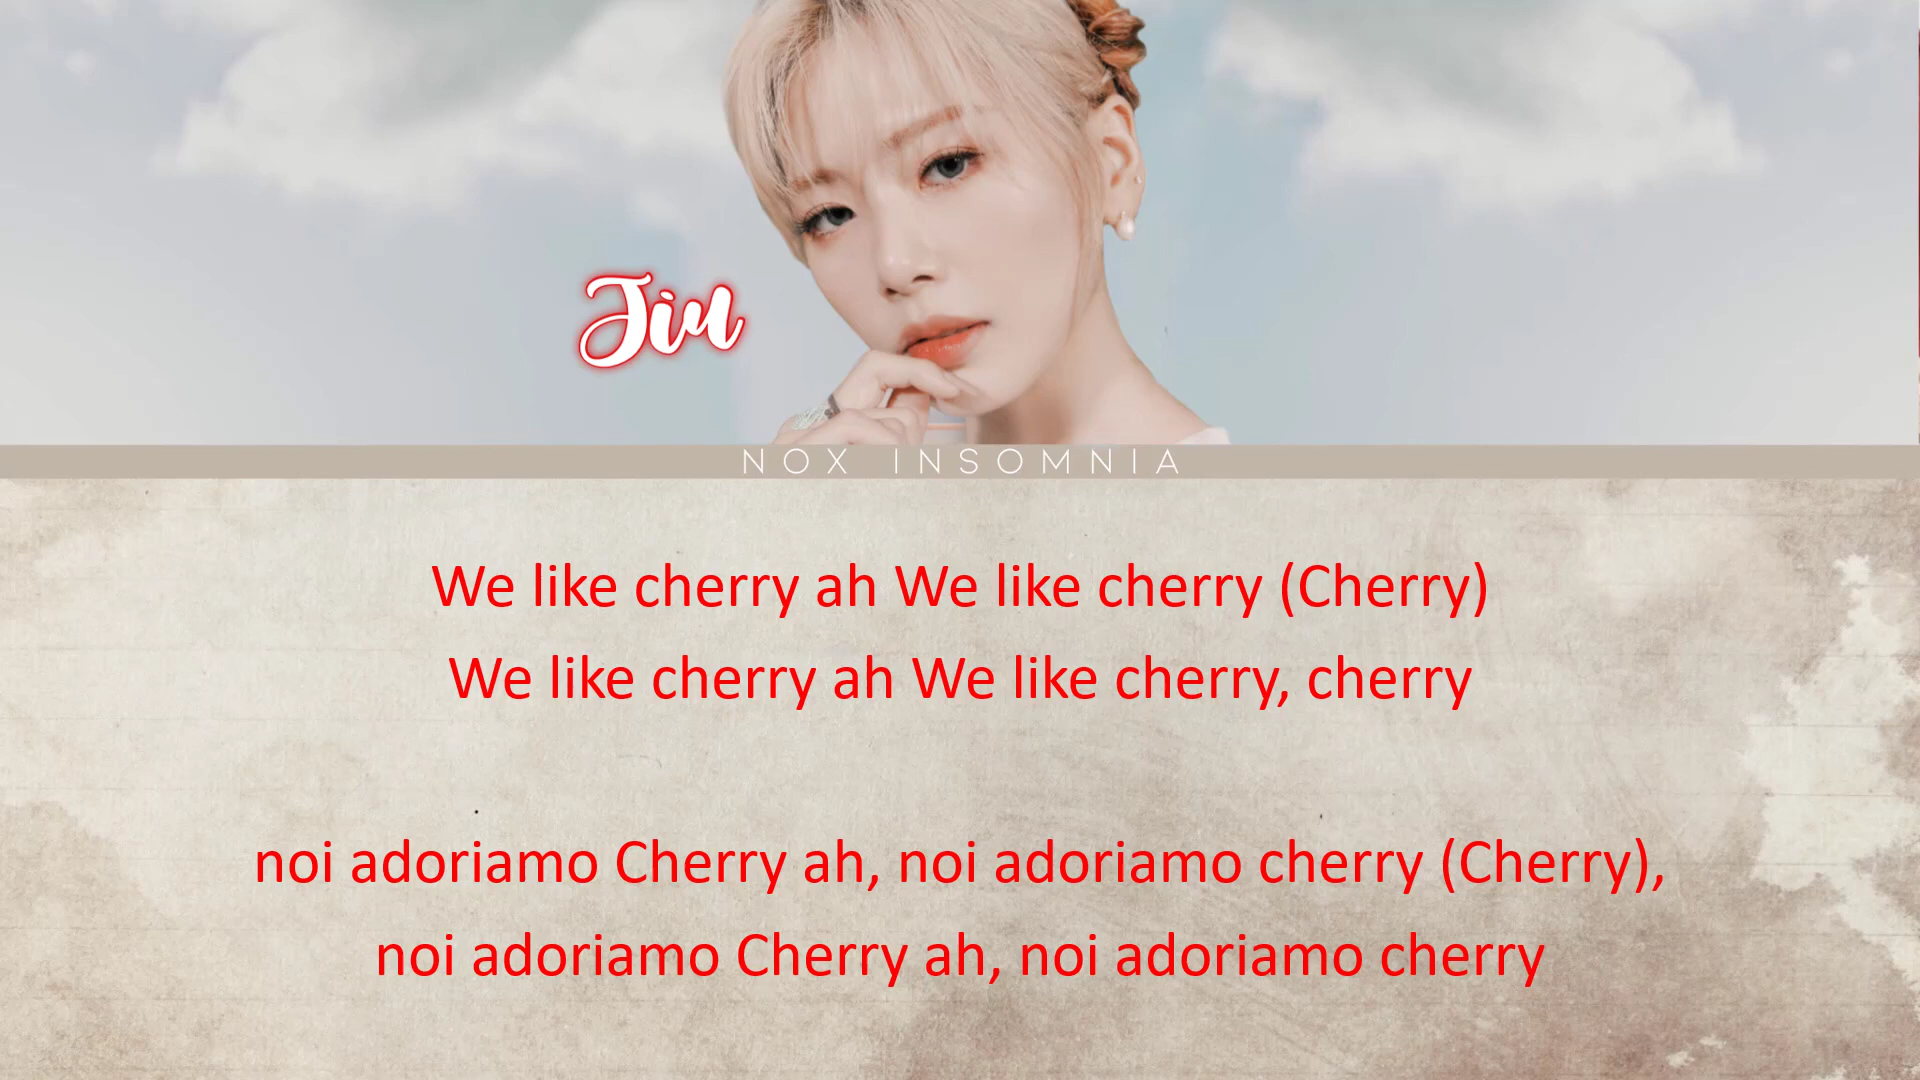 Jiu
NOX INSOMNIA
We like cherry ah We like cherry (Cherry)
We like cherry ah We like cherry, cherry
noi adoriamo Cherry ah, noi adoriamo cherry (Cherry),
noi adoriamo Cherry ah, noi adoriamo cherry